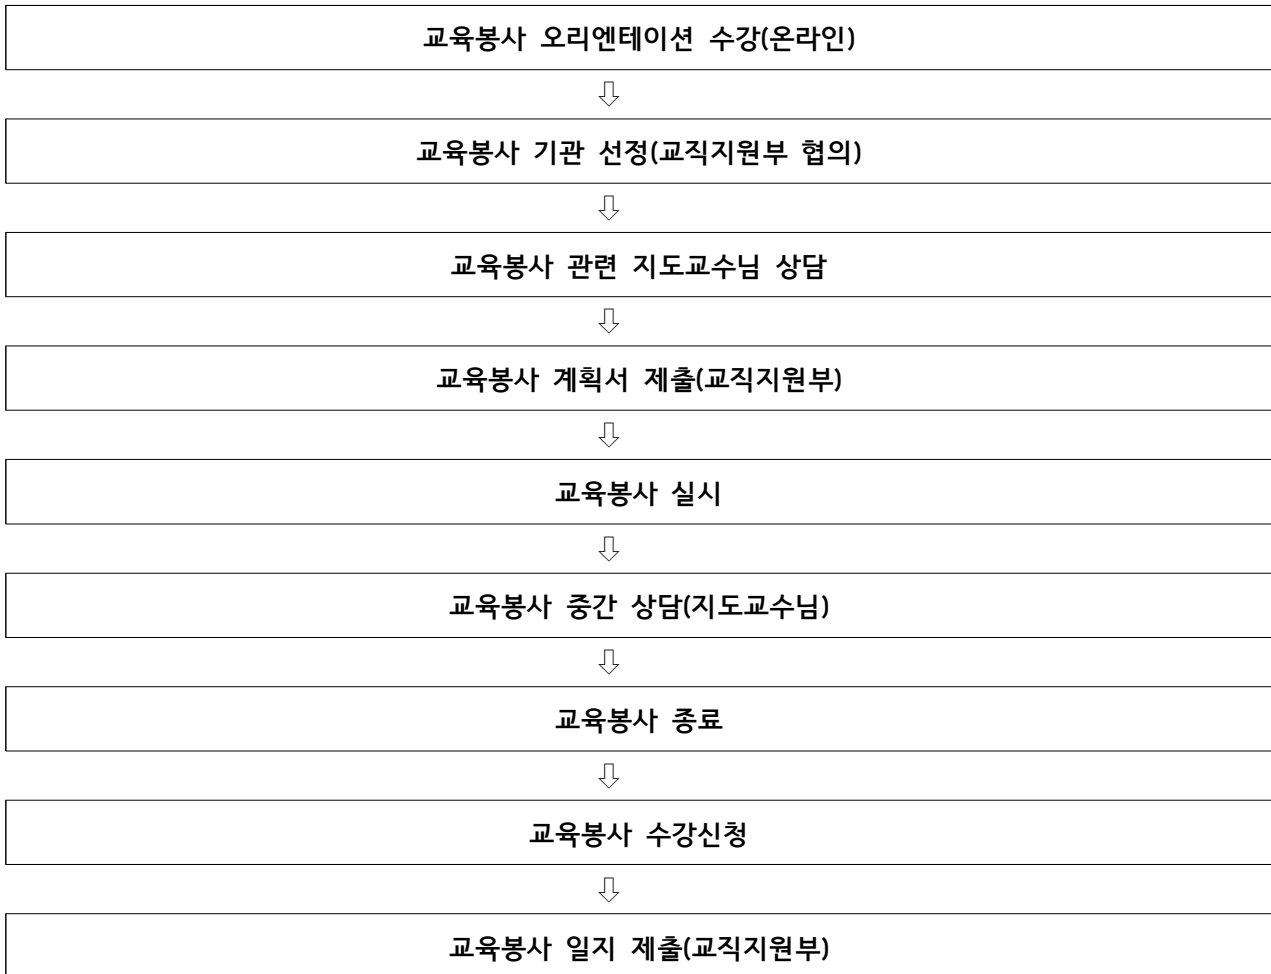 교육봉사 오리엔테이션 수강(온라인)
⇩
교육봉사 기관 선정(교직지원부 협의)
⇩
교육봉사 관련 지도교수님 상담
⇩
교육봉사 계획서 제출(교직지원부)
⇩
교육봉사 실시
⇩
교육봉사 중간 상담(지도교수님)
⇩
교육봉사 종료
⇩
교육봉사 수강신청
⇩
교육봉사 일지 제출(교직지원부)